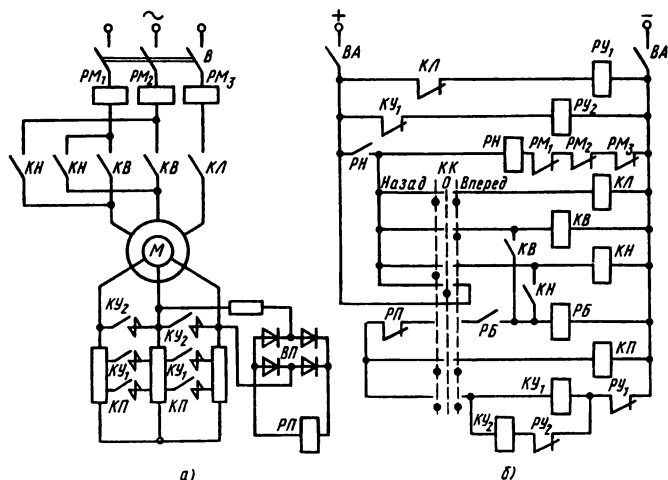 ∼
В
РМ₁ РМ₂ РМ₃
КН КН КВ КВ КЛ
М
КУ₂
КУ₂
КУ₁ КУ₁
КП КП
ВП
РП
а)
+ −
ВА ВА
КЛ РУ₁
КУ₁ РУ₂
РН РН РМ₁ РМ₂ РМ₃
КК
Назад 0 Вперед КЛ
КВ
КВ КН
КН
РП РБ РБ
КП
КУ₁ РУ₁
КУ₂ РУ₂
б)